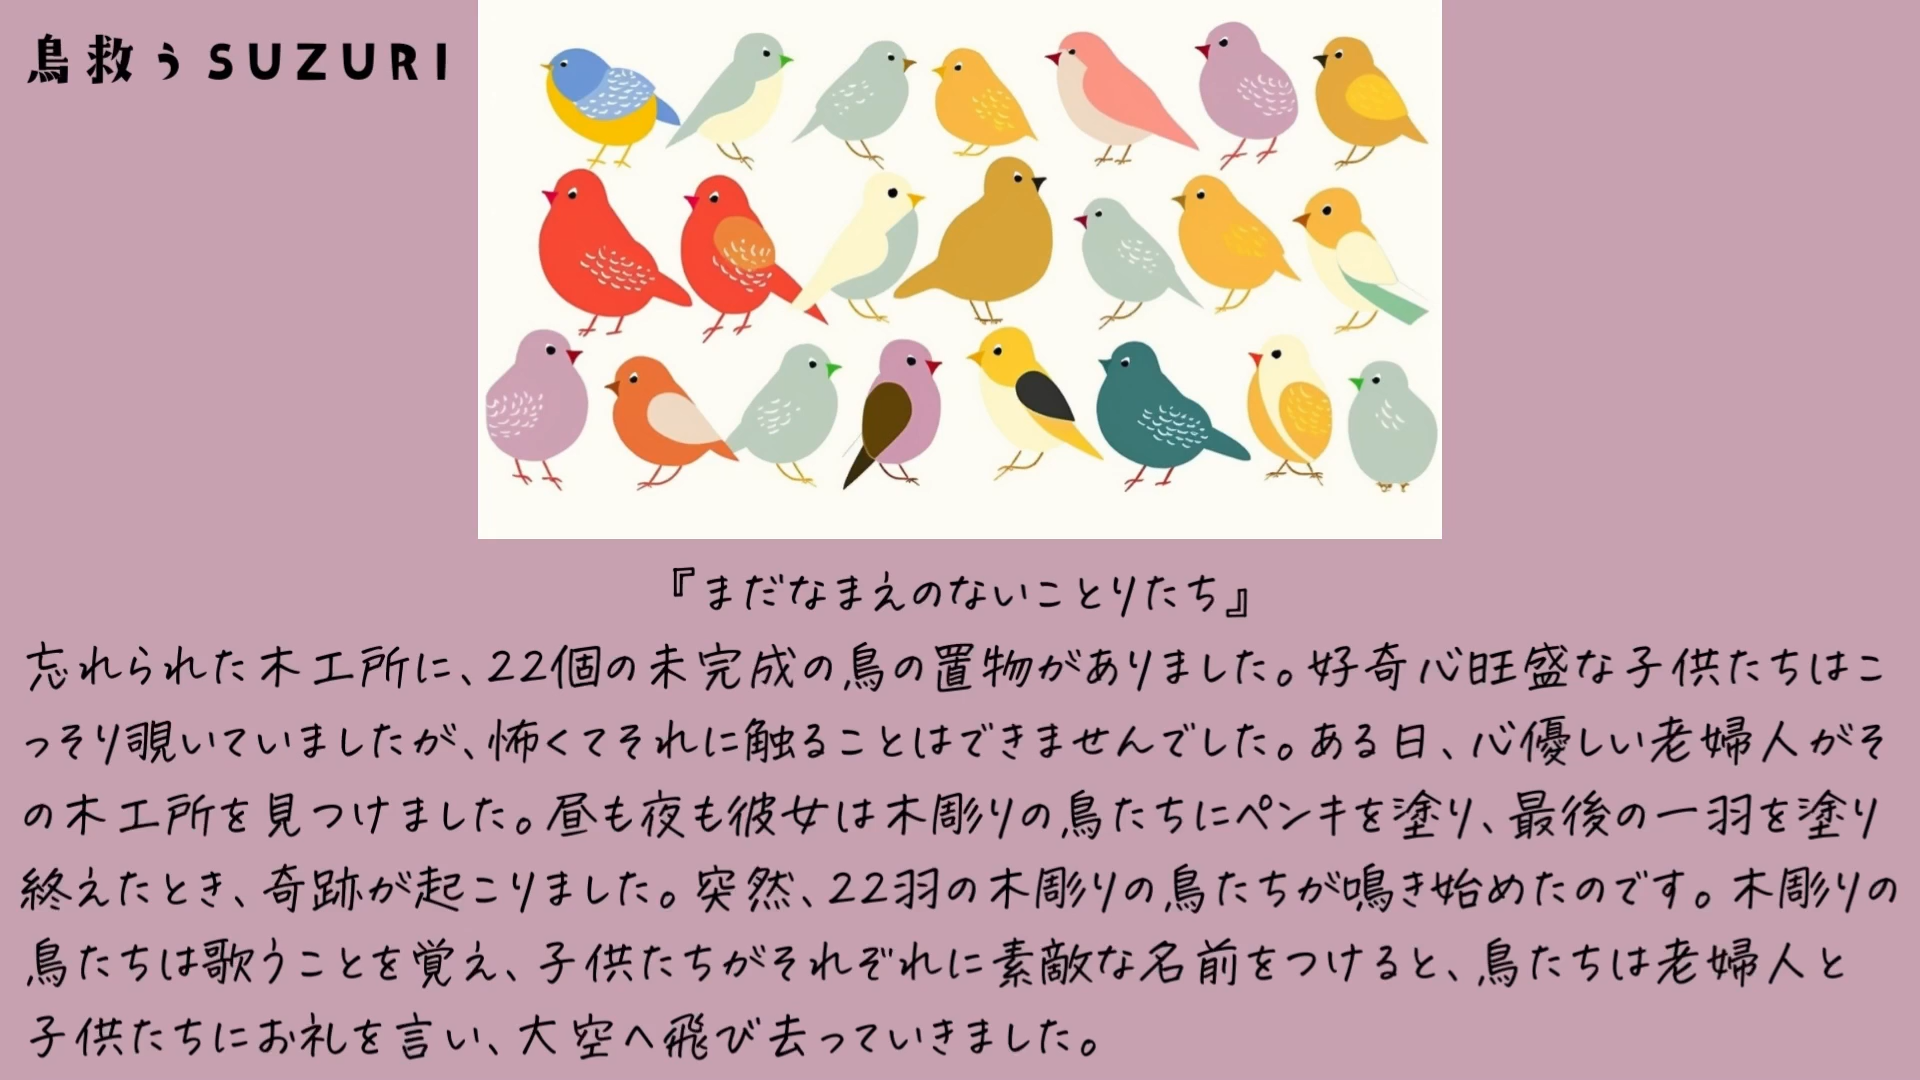 鳥救うSUZURI
『まだなまえのないことりたち』
忘れられた木工所に、22個の未完成の鳥の置物がありました。好奇心旺盛な子供たちはこ
っそり覗いていましたが、怖くてそれに触ることはできませんでした。ある日、心優しい老婦人がそ
の木工所を見つけました。昼も夜も彼女は木彫りの鳥たちにペンキを塗り、最後の一羽を塗り
終えたとき、奇跡が起こりました。突然、22羽の木彫りの鳥たちが鳴き始めたのです。木彫りの
鳥たちは歌うことを覚え、子供たちがそれぞれに素敵な名前をつけると、鳥たちは老婦人と
子供たちにお礼を言い、大空へ飛び去っていきました。